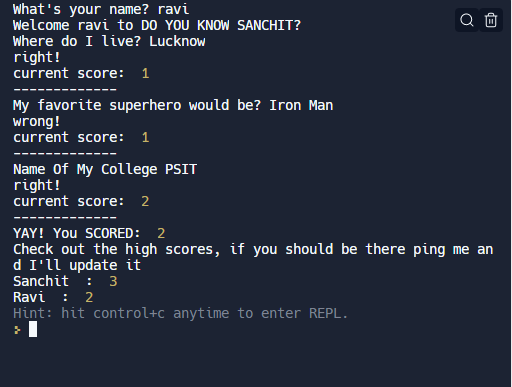 What's your name? ravi
Welcome ravi to DO YOU KNOW SANCHIT?
Where do I live? Lucknow
right!
current score:  1
-------------
My favorite superhero would be? Iron Man
wrong!
current score:  1
-------------
Name Of My College PSIT
right!
current score:  2
-------------
YAY! You SCORED:  2
Check out the high scores, if you should be there ping me an
d I'll update it
Sanchit  :  3
Ravi  :  2
Hint: hit control+c anytime to enter REPL.
>